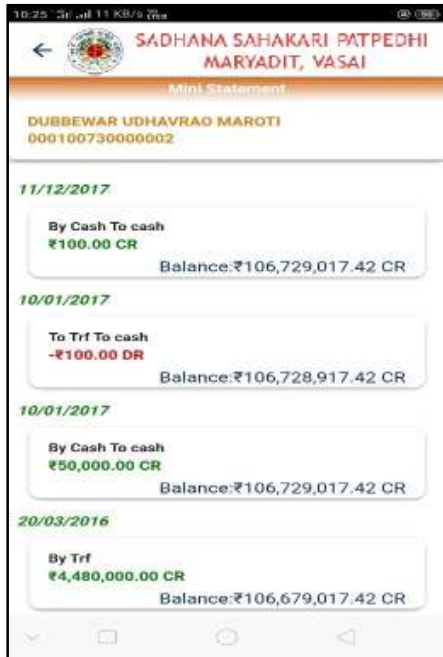 10:25
11 KB/s
SADHANA SAHAKARI PATPEDHI
MARYADIT, VASAI
Mini Statement
DUBBEWAR UDHAVRAO MAROTI
000100730000002
11/12/2017
By Cash To cash
₹100.00 CR
Balance:₹106,729,017.42 CR
10/01/2017
To Trf To cash
-₹100.00 DR
Balance:₹106,728,917.42 CR
10/01/2017
By Cash To cash
₹50,000.00 CR
Balance:₹106,729,017.42 CR
20/03/2016
By Trf
₹4,480,000.00 CR
Balance:₹106,679,017.42 CR